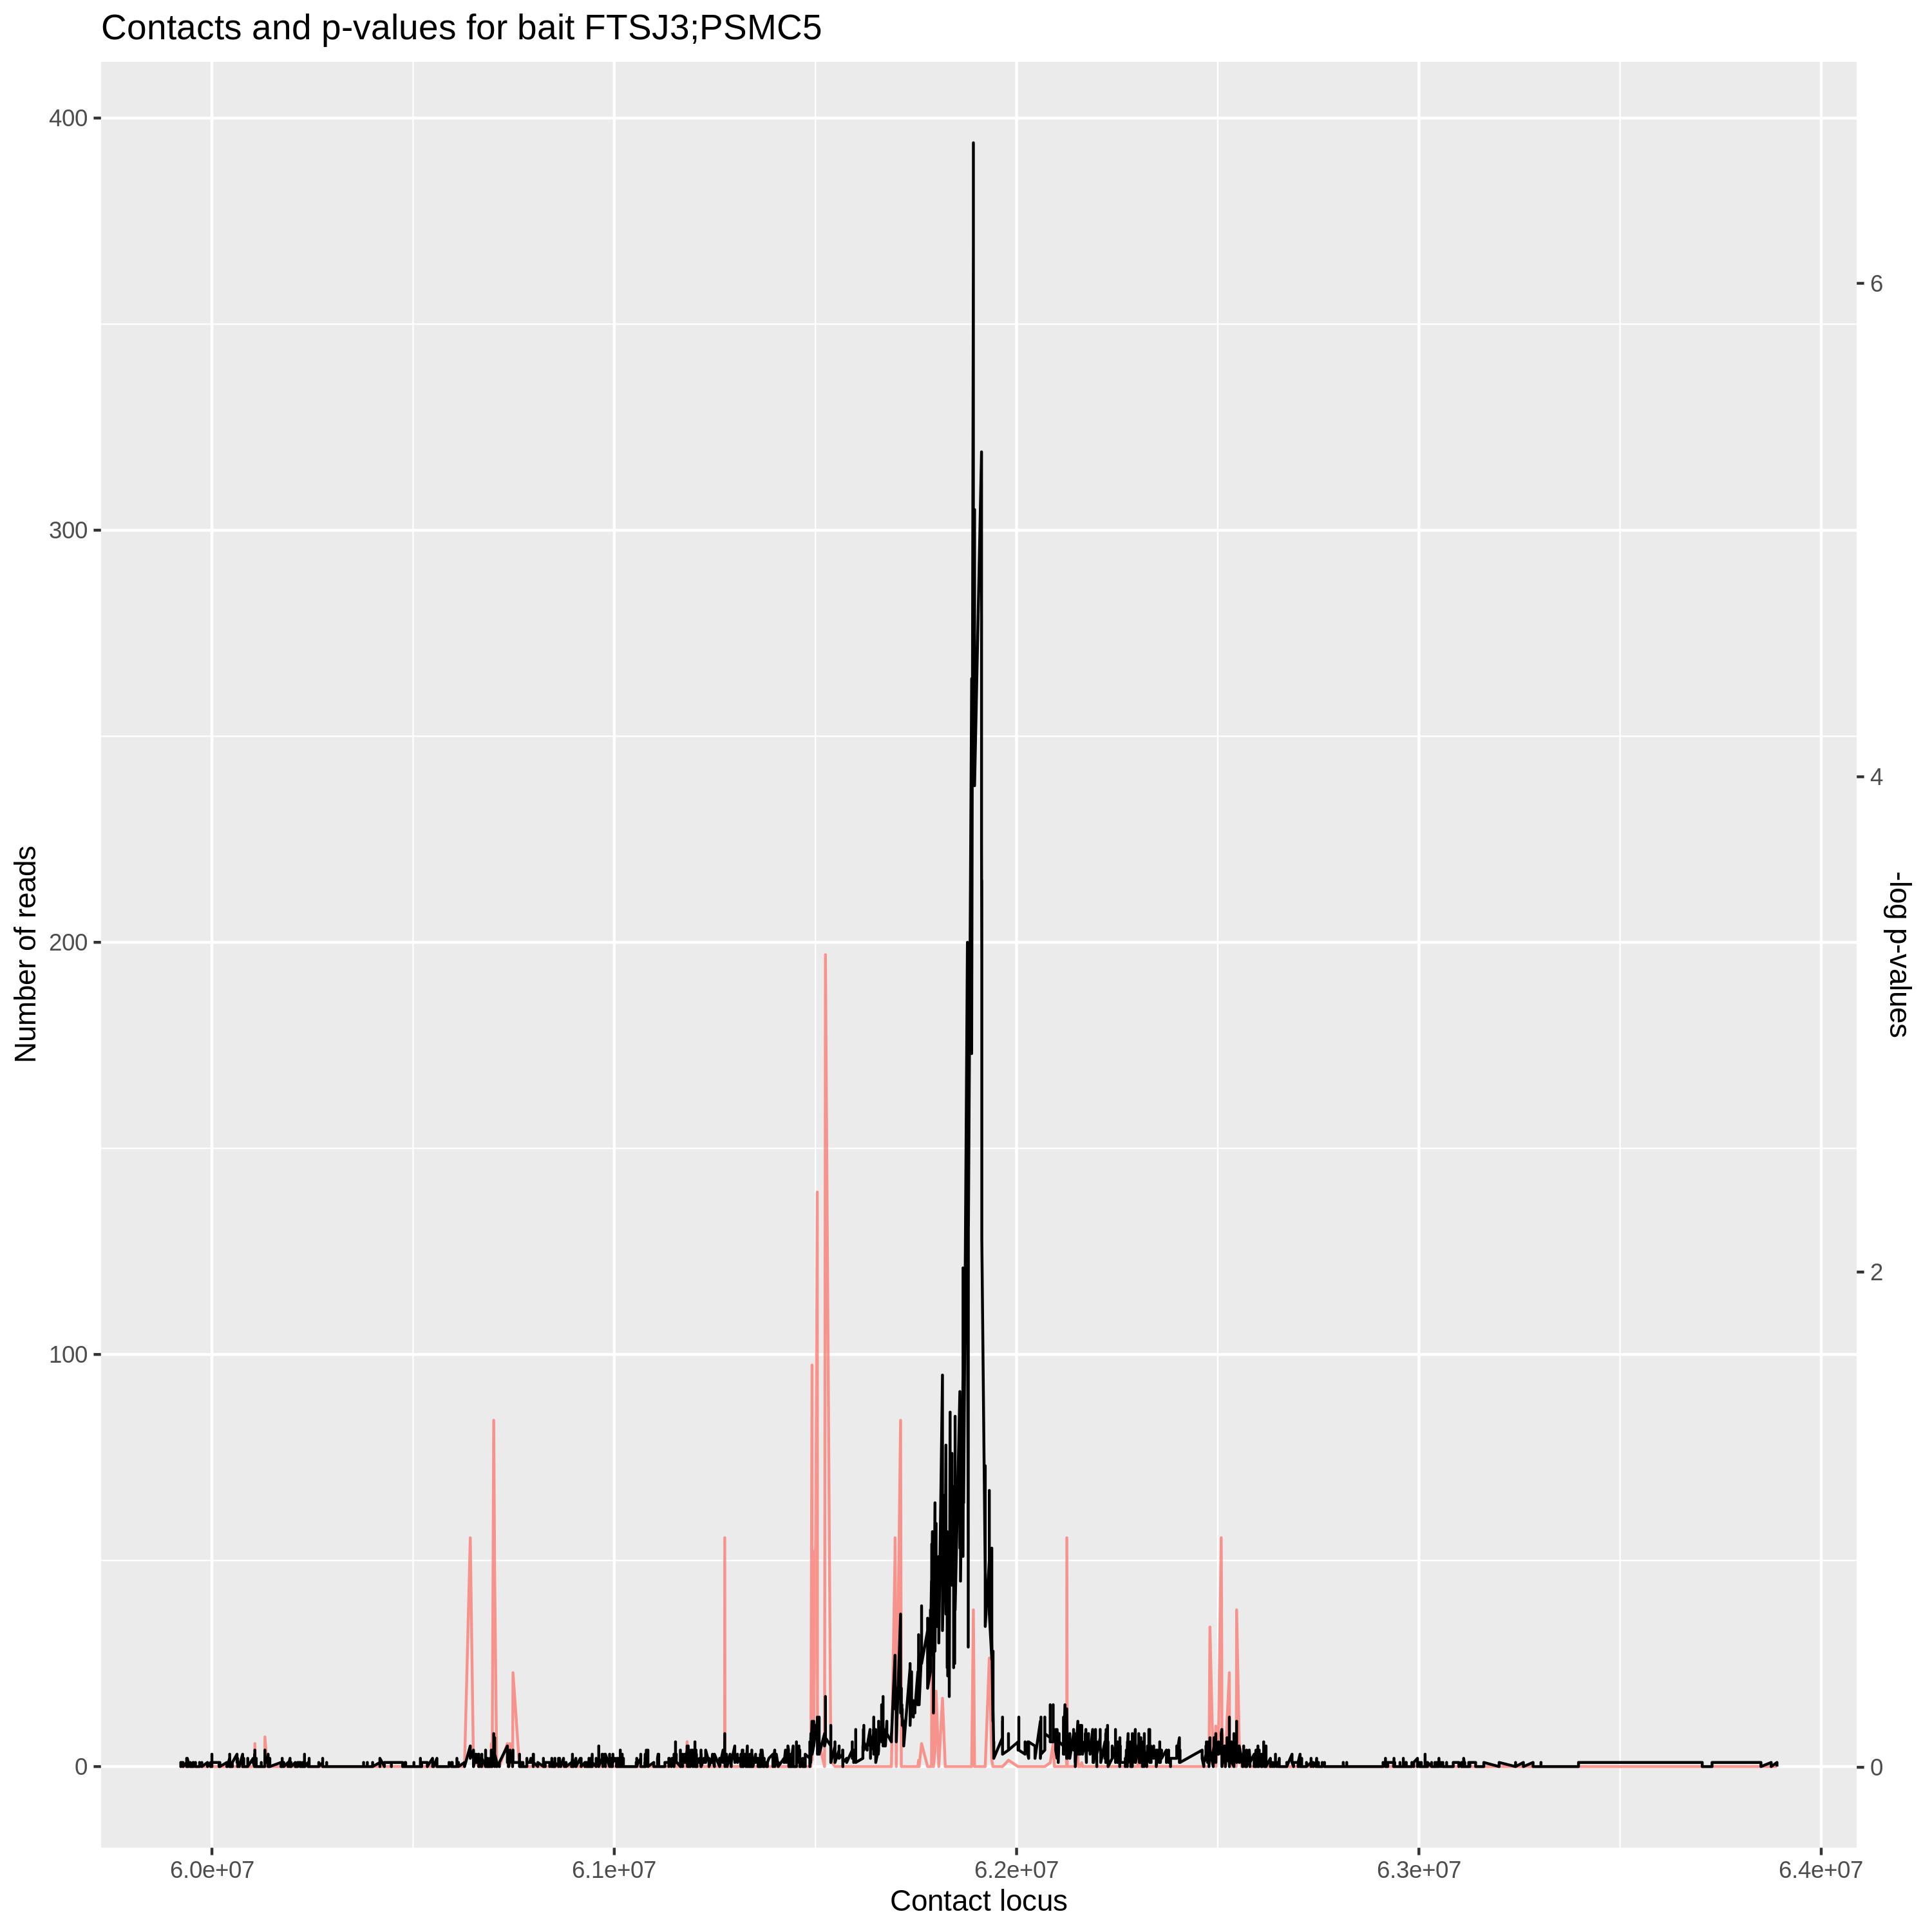 Contacts and p-values for bait FTSJ3;PSMC5
400
300
200
100
0
Number of reads
6
4
2
0
-log p-values
6.0e+07
6.1e+07
6.2e+07
6.3e+07
6.4e+07
Contact locus